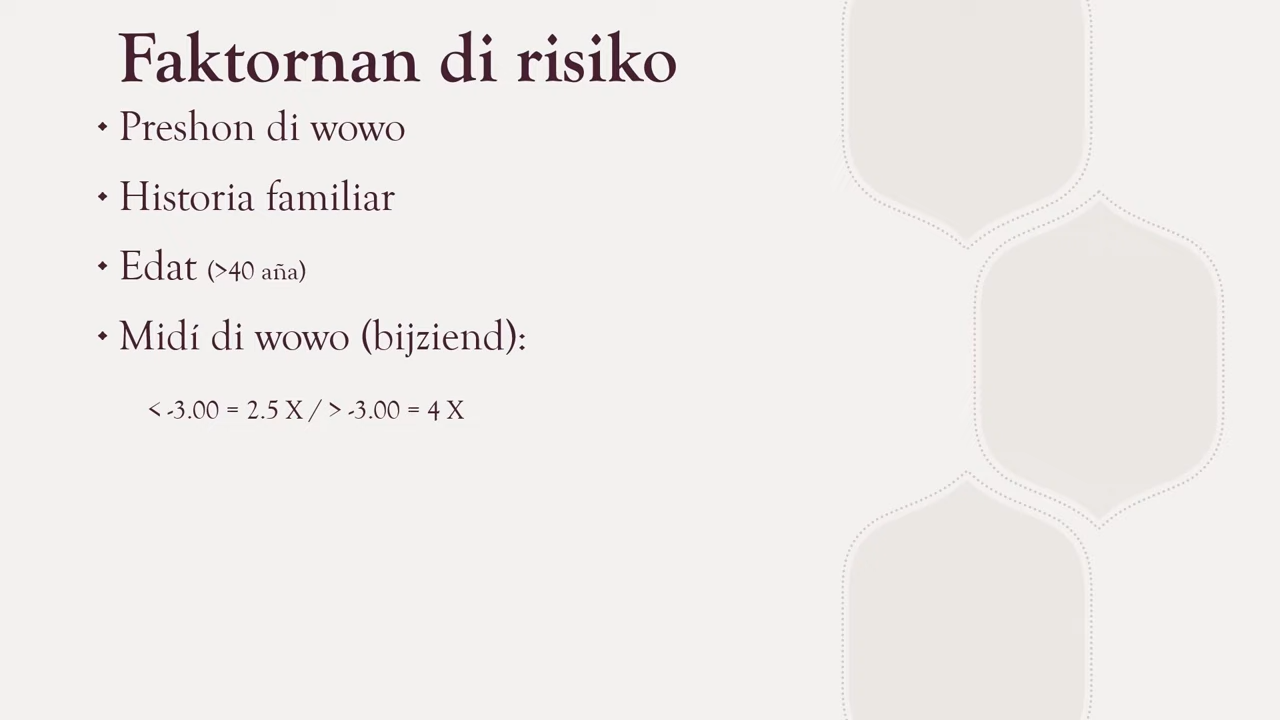 Faktornan di risiko
• Preshon di wowo
• Historia familiar
• Edat (>40 aña)
• Midí di wowo (bijziend):
< -3.00 = 2.5 X / > -3.00 = 4 X